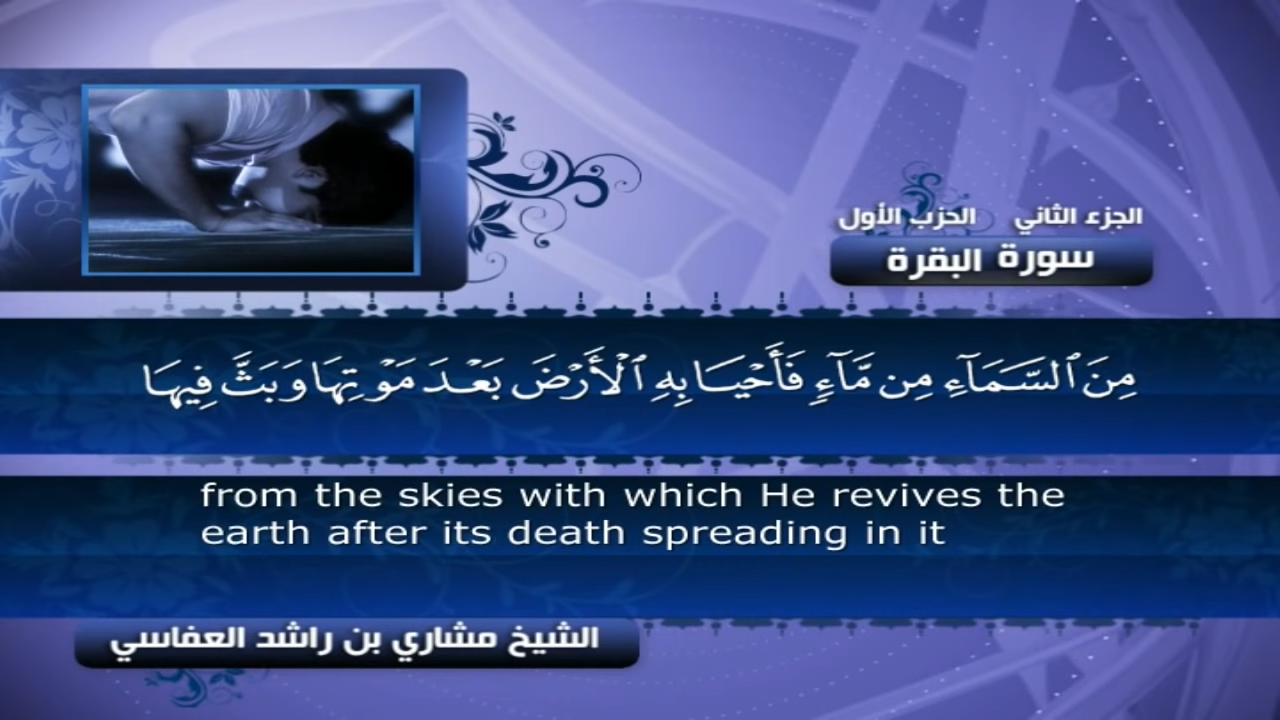 الجزء الثاني الحزب الأول
سورة البقرة
مِنَ ٱلسَّمَآءِ مِن مَّآءٍ فَأَحْيَا بِهِ ٱلْأَرْضَ بَعْدَ مَوْتِهَا وَبَثَّ فِيهَا
from the skies with which He revives the
earth after its death spreading in it
الشيخ مشاري بن راشد العفاسي